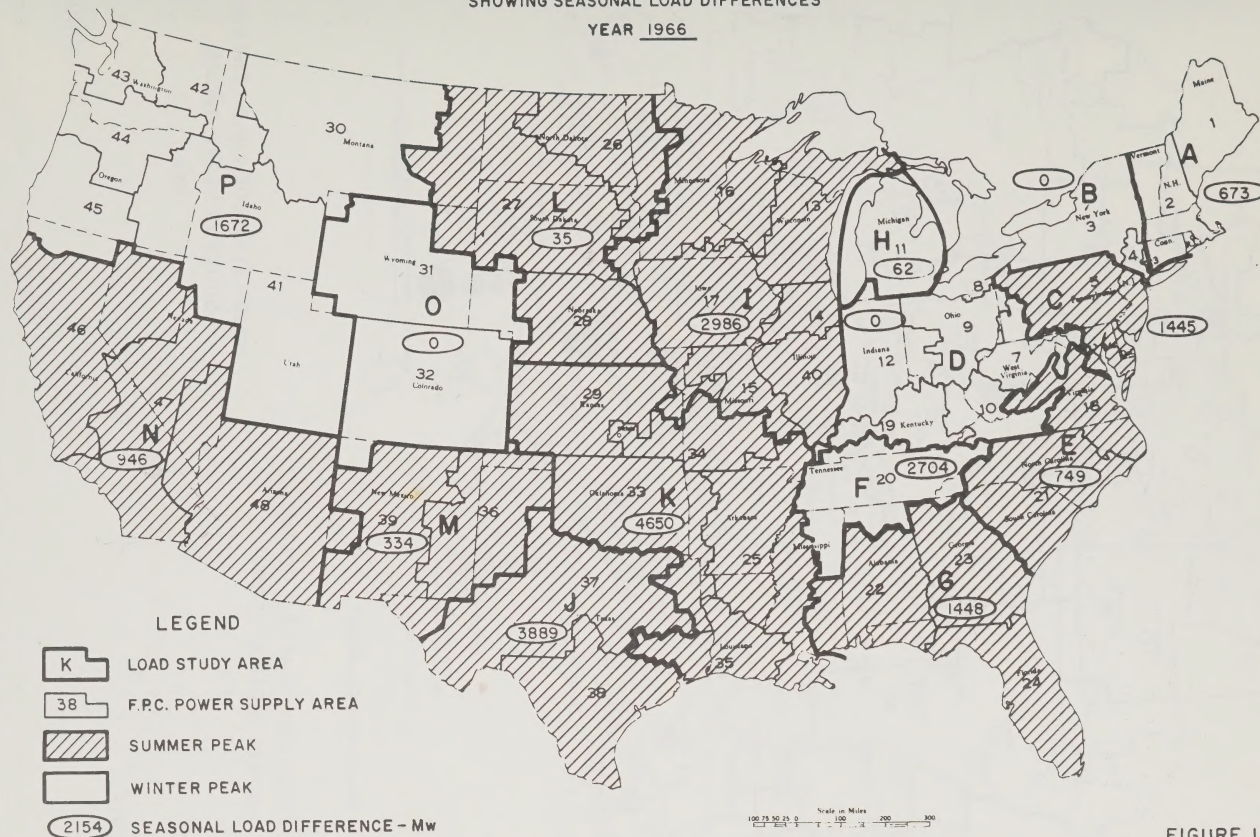 SHOWING SEASONAL LOAD DIFFERENCES
YEAR 1966
43 Washington 42
44
Oregon
45
P
Idaho
1672
30
Montana
Wyoming 31
O
0
41
Utah
32
Colorado
46
California
Nevada
47
N
946
48
Arizona
New Mexico
39
334
M
36
North Dakota
26
27
L
South Dakota
35
Nebraska
28
29
Kansas
Oklahoma 33
K
4650
34
Arkansas
25
37
J
Texas
3889
38
Louisiana
35
Minnesota
16
13
Wisconsin
Iowa
17
I
2986
14
Illinois
40
15
Missouri
Michigan
H 11
62
0
Indiana
12
8
Ohio
9
D
7
West
Virginia
10
19 Kentucky
Tennessee
2704
F 20
Mississippi
Alabama
22
Georgia
23
G
1448
Florida
24
E
North Carolina
749
21
South Carolina
Virginia
18
C
5
Pennsylvania
1445
0
B
New York
3
Maine
1
A
Vermont
N.H.
2
673
4
Conn.
3
LEGEND
K LOAD STUDY AREA
38 F.P.C. POWER SUPPLY AREA
SUMMER PEAK
WINTER PEAK
2154 SEASONAL LOAD DIFFERENCE - Mw
Scale in Miles
100 75 50 25 0 100 200 300
FIGURE 1